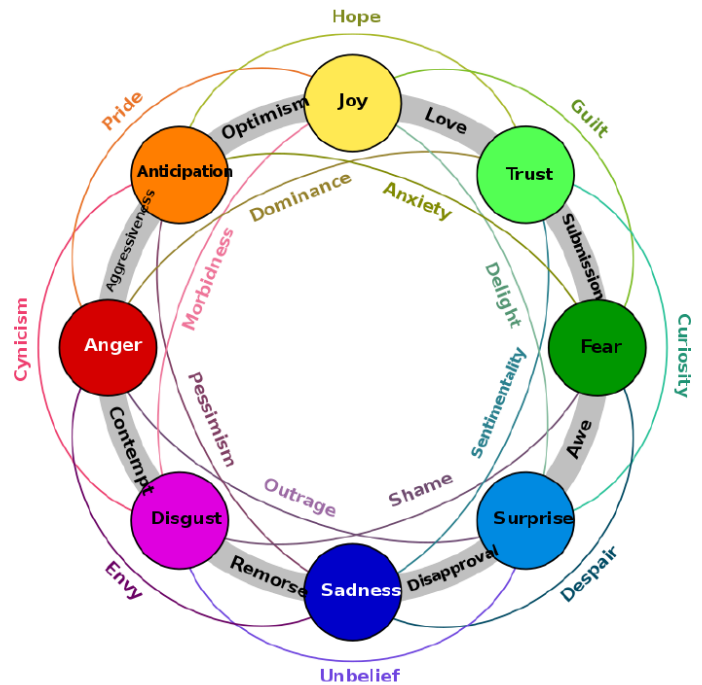 Hope
Pride
Joy
Optimism
Love
Guilt
Anticipation
Trust
Dominance
Anxiety
Aggressiveness
Submission
Morbidness
Delight
Cynicism
Anger
Fear
Curiosity
Pessimism
Sentimentality
Contempt
Awe
Outrage
Shame
Disgust
Surprise
Envy
Remorse
Sadness
Disapproval
Despair
Unbelief